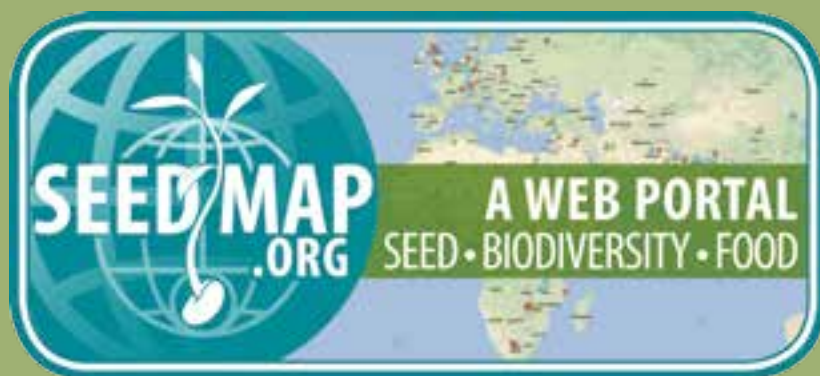 SEED MAP
.ORG
A WEB PORTAL
SEED • BIODIVERSITY • FOOD